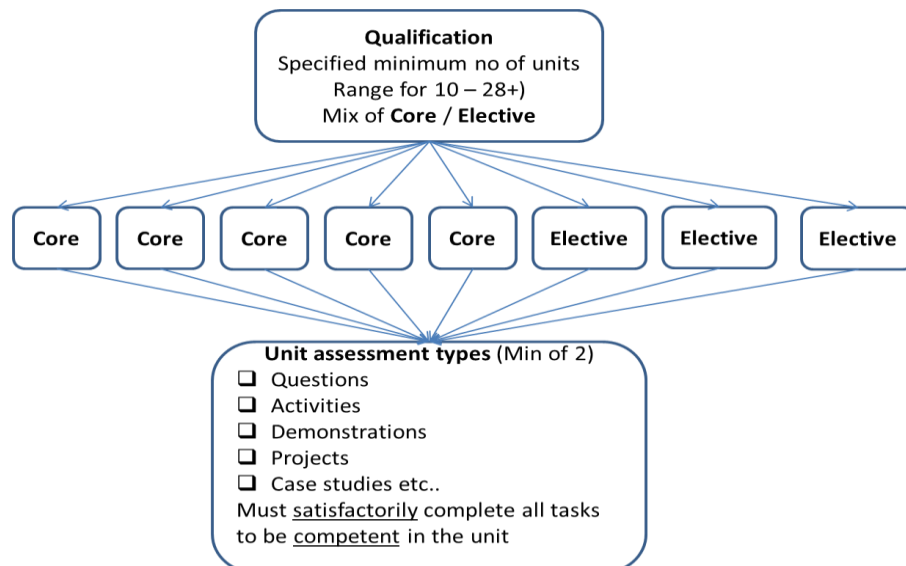 Qualification
Specified minimum no of units
Range for 10 – 28+)
Mix of Core / Elective
Core
Core
Core
Core
Core
Elective
Elective
Elective
Unit assessment types (Min of 2)
❑ Questions
❑ Activities
❑ Demonstrations
❑ Projects
❑ Case studies etc..
Must satisfactorily complete all tasks
to be competent in the unit